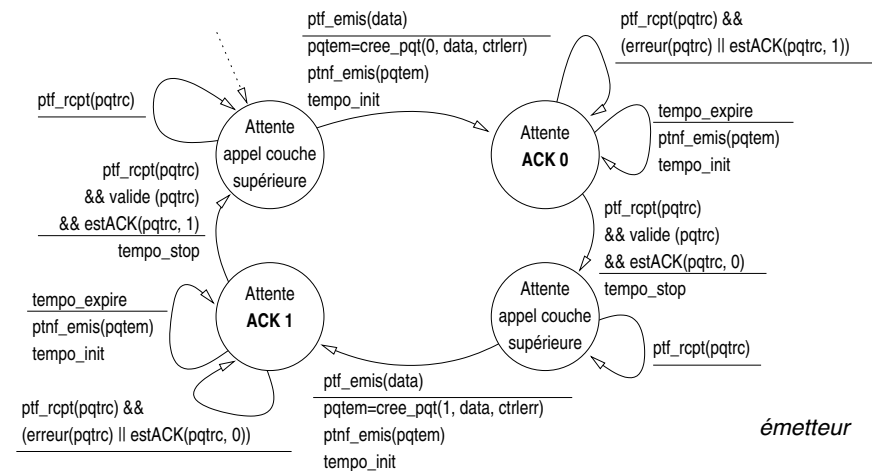 ptf_emis(data)
pqtem=cree_pqt(0, data, ctrlerr)
ptnf_emis(pqtem)
tempo_init
ptf_rcpt(pqtrc) &&
(erreur(pqtrc) || estACK(pqtrc, 1))
ptf_rcpt(pqtrc)
Attente
appel couche
supérieure
Attente
ACK 0
tempo_expire
ptnf_emis(pqtem)
tempo_init
ptf_rcpt(pqtrc)
&& valide (pqtrc)
&& estACK(pqtrc, 1)
tempo_stop
ptf_rcpt(pqtrc)
&& valide (pqtrc)
&& estACK(pqtrc, 0)
tempo_stop
tempo_expire
ptnf_emis(pqtem)
tempo_init
Attente
ACK 1
Attente
appel couche
supérieure
ptf_rcpt(pqtrc)
ptf_rcpt(pqtrc) &&
(erreur(pqtrc) || estACK(pqtrc, 0))
ptf_emis(data)
pqtem=cree_pqt(1, data, ctrlerr)
ptnf_emis(pqtem)
tempo_init
émetteur